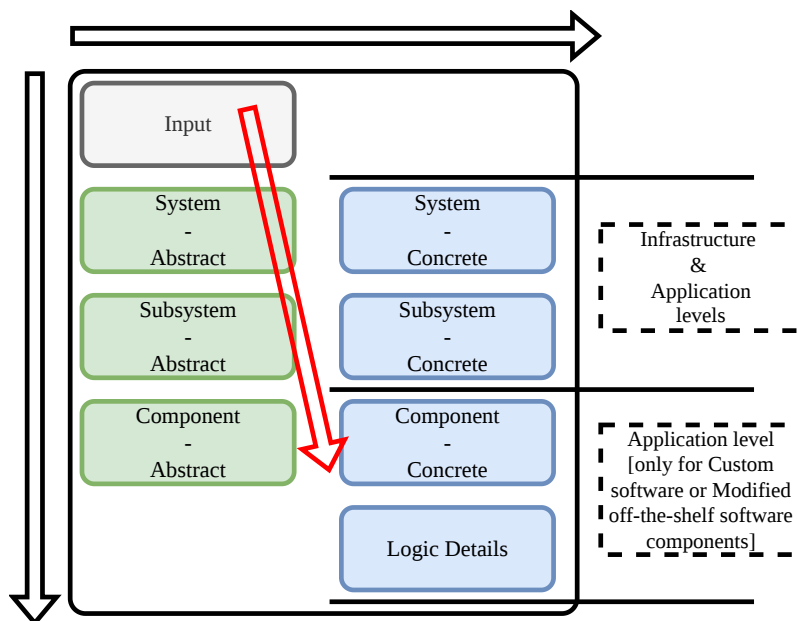 Input
System
-
Abstract
System
-
Concrete
Infrastructure
&
Application
levels
Subsystem
-
Abstract
Subsystem
-
Concrete
Component
-
Abstract
Component
-
Concrete
Application level
[only for Custom
software or Modified
off-the-shelf software
components]
Logic Details